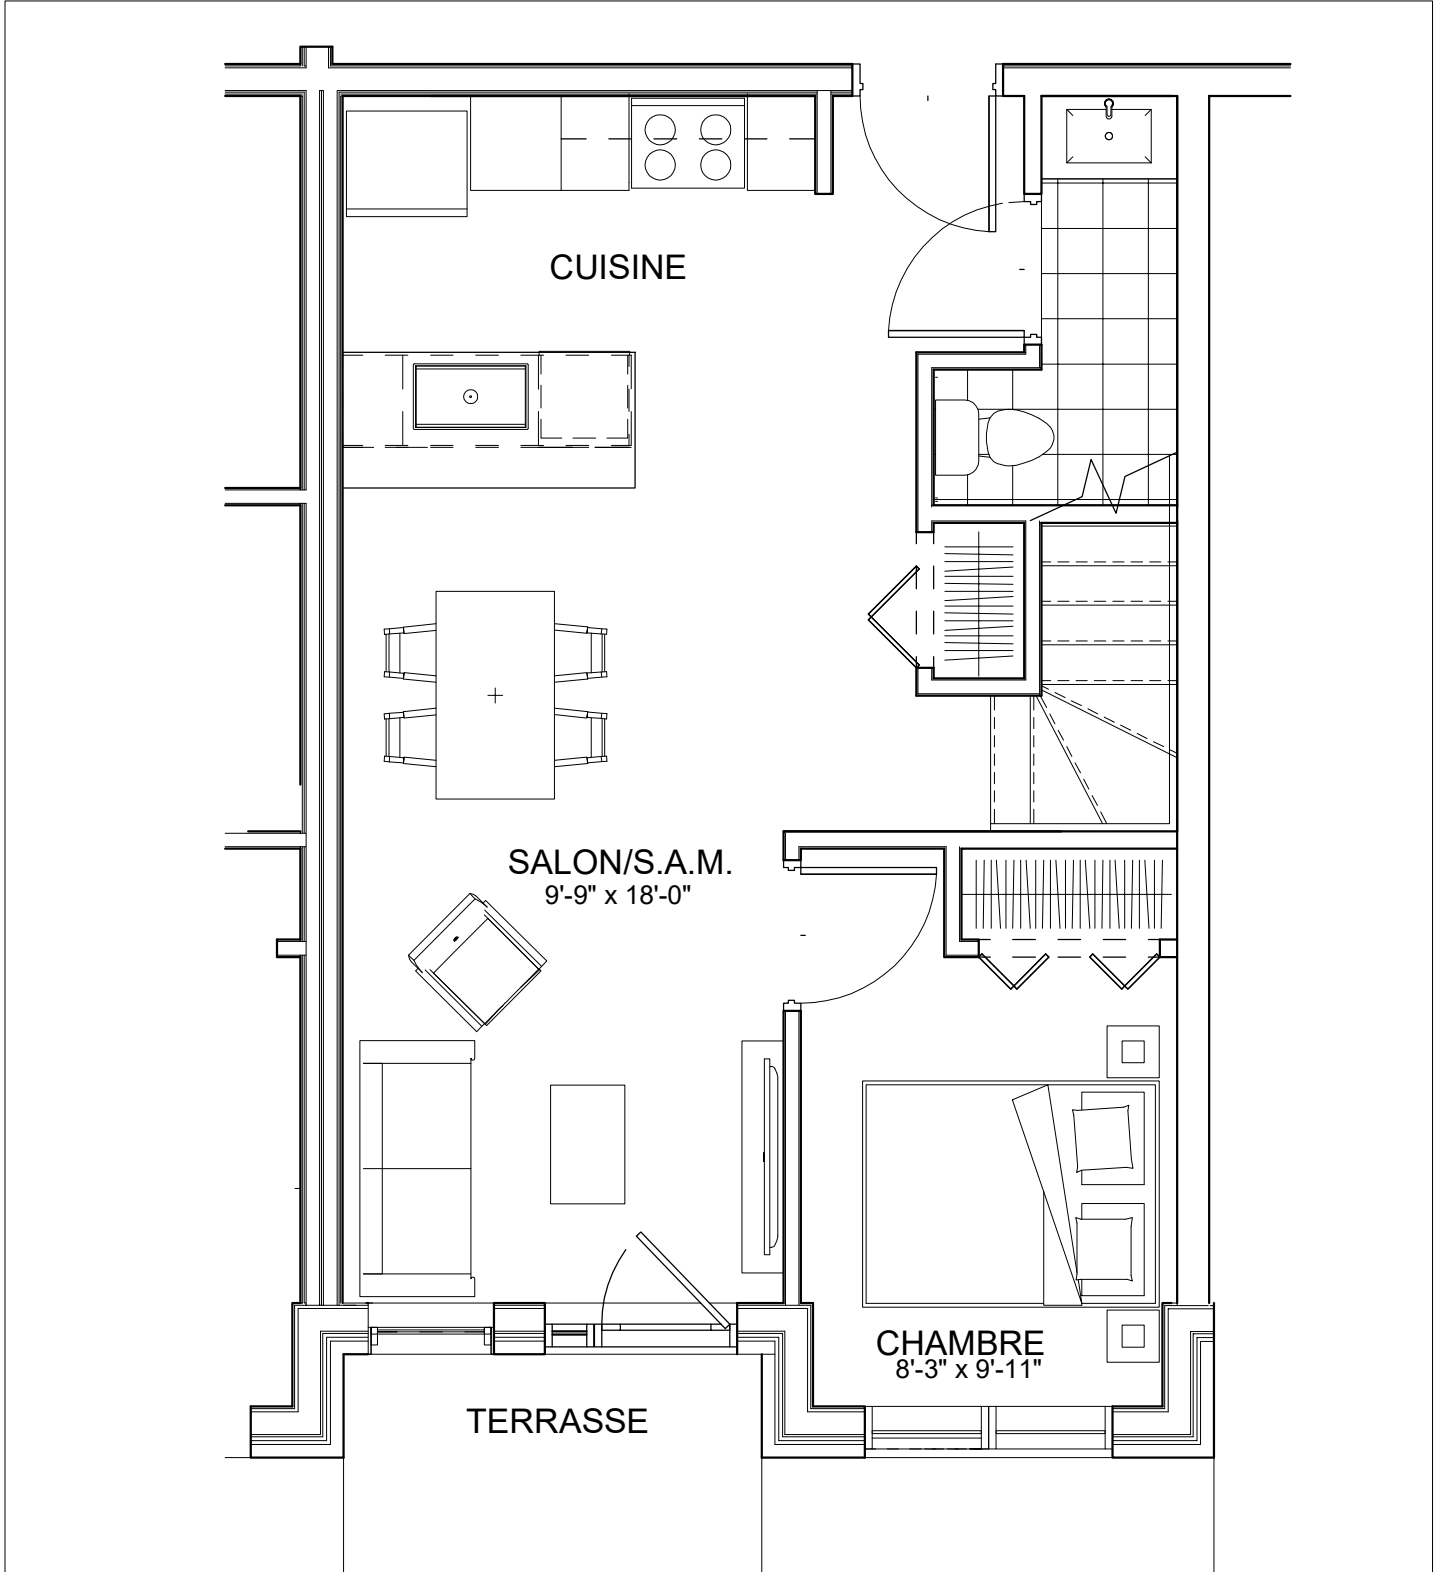 CUISINE
SALON/S.A.M.
9'-9" x 18'-0"
CHAMBRE
8'-3" x 9'-11"
TERRASSE